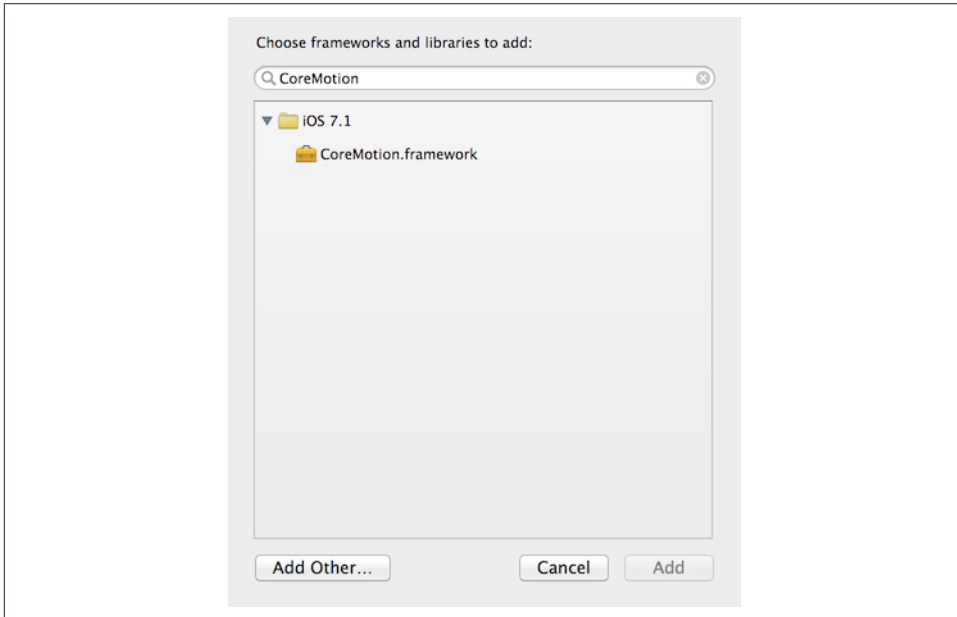 Choose frameworks and libraries to add:
CoreMotion
iOS 7.1
CoreMotion.framework
Add Other...
Cancel
Add